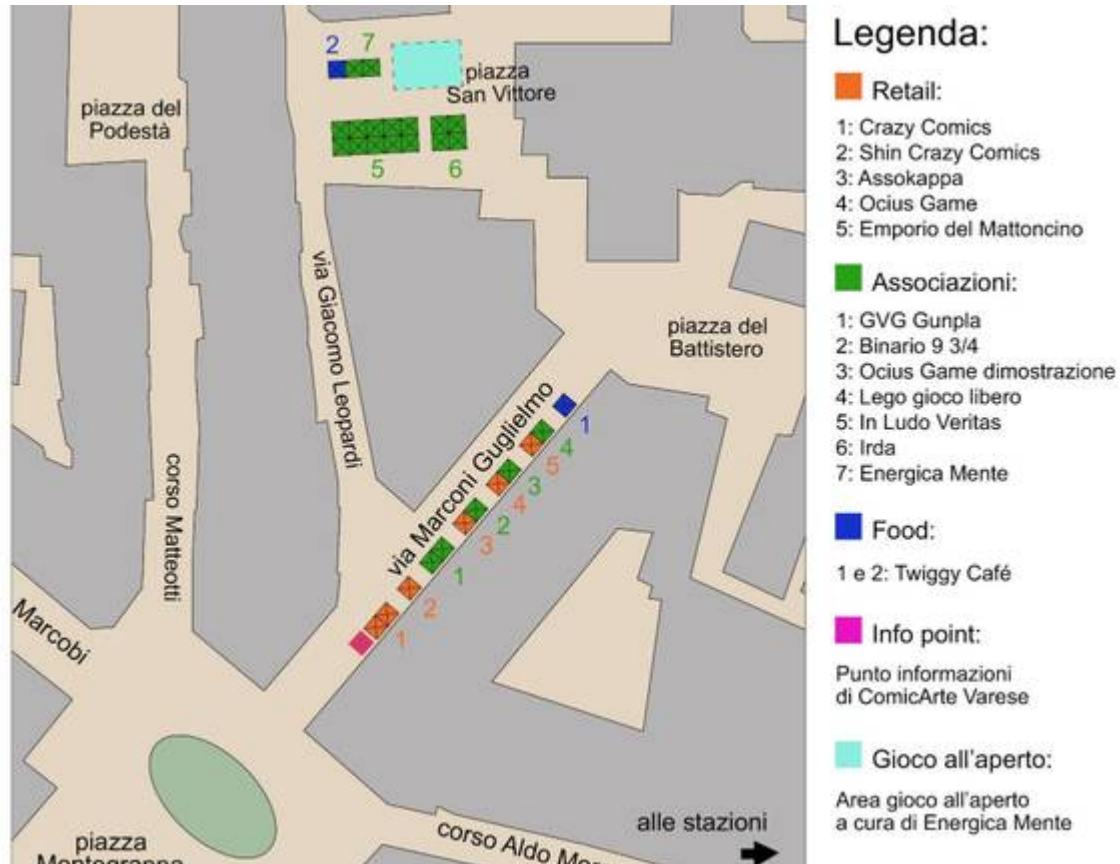 2 7
piazza
San Vittore
piazza del
Podestà
5 6
via Giacomo Leopardi
piazza del
Battistero
via Marconi Guglielmo
corso Matteotti
1
4
5
3
4
2
3
1
2
1
Marcobi
piazza
alle stazioni
corso Aldo
Legenda:
Retail:
1: Crazy Comics
2: Shin Crazy Comics
3: Assokappa
4: Ocius Game
5: Emporio del Mattoncino
Associazioni:
1: GVG Gunpla
2: Binario 9 3/4
3: Ocius Game dimostrazione
4: Lego gioco libero
5: In Ludo Veritas
6: Irda
7: Energica Mente
Food:
1 e 2: Twiggy Café
Info point:
Punto informazioni
di ComicArte Varese
Gioco all'aperto:
Area gioco all'aperto
a cura di Energica Mente